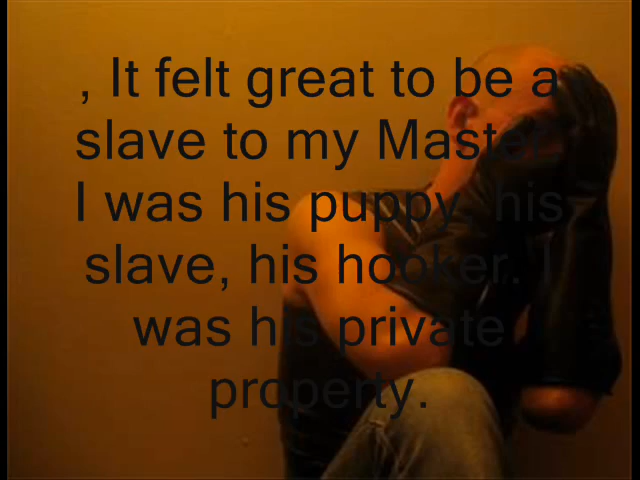 , It felt great to be a
slave to my Master.
I was his puppy, his
slave, his hooker. I
was his private
property.